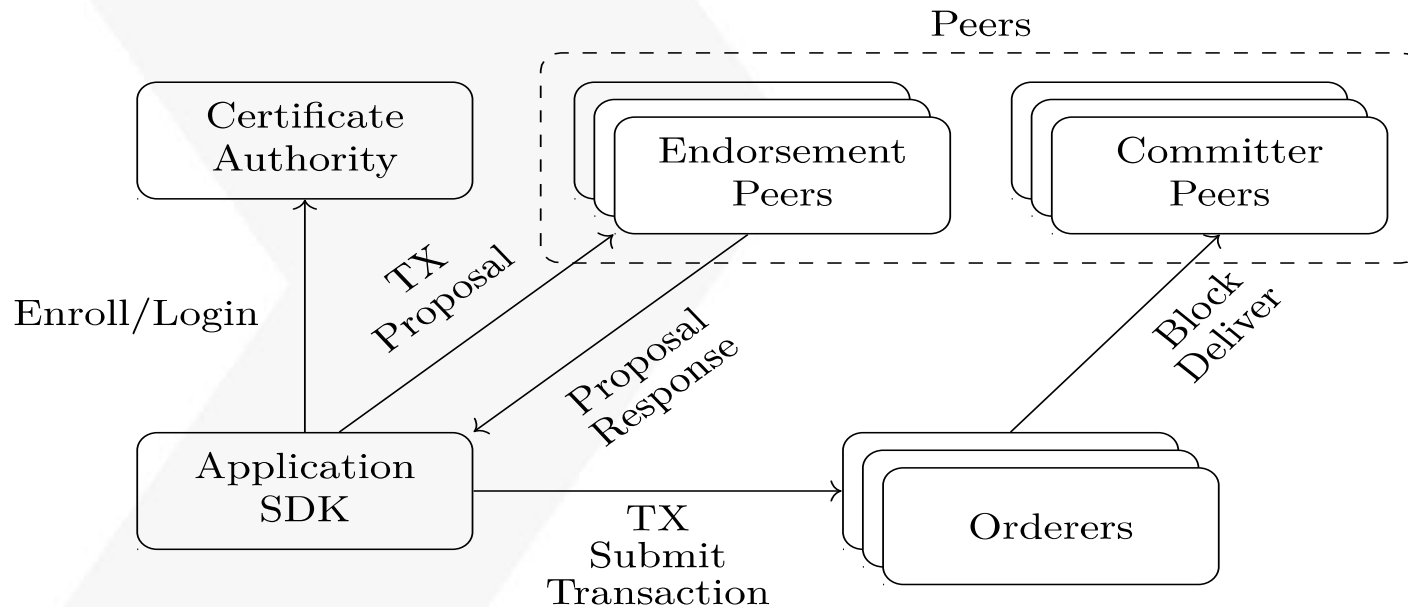 Peers
Certificate
Authority
Endorsement
Peers
Committer
Peers
Enroll/Login
TX
Proposal
Proposal
Response
Block
Deliver
Application
SDK
TX
Submit
Transaction
Orderers